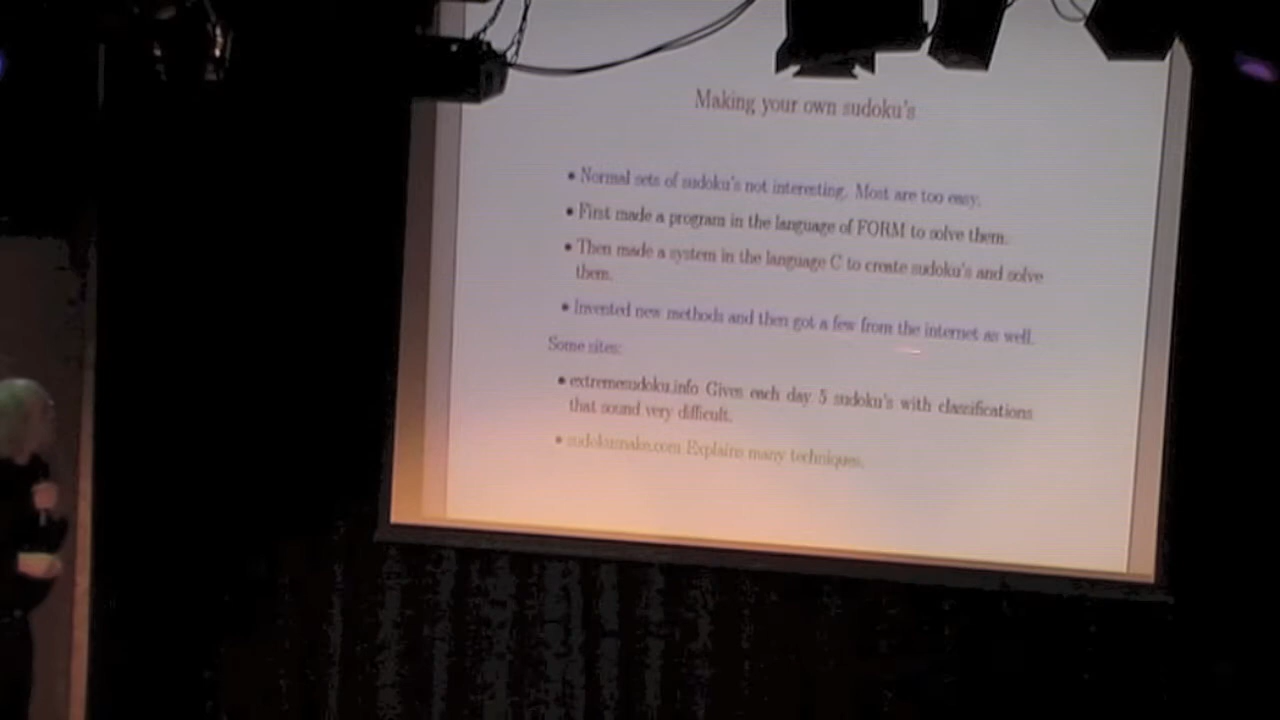 Making your own sudoku's
• Normal sets of sudoku's not interesting. Most are too easy.
• First made a program in the language of FORM to solve them.
• Then made a system in the language C to create sudoku's and solve
them.
• Invented new methods and then got a few from the internet as well.
Some sites:
• extremesudoku.info Gives each day 5 sudoku's with classifications
that sound very difficult.
• sudokusnake.com Explains many techniques.